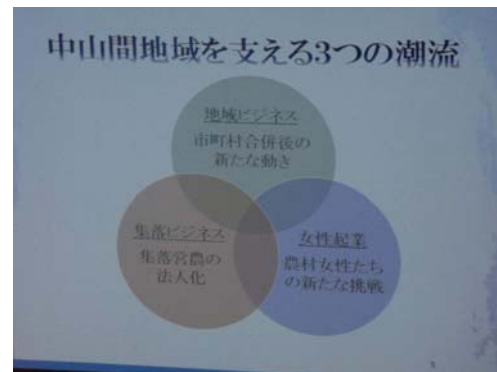 中山間地域を支える3つの潮流
地域ビジネス
市町村合併後の
新たな動き
集落ビジネス
集落営農の
法人化
女性起業
農村女性たち
の新たな挑戦